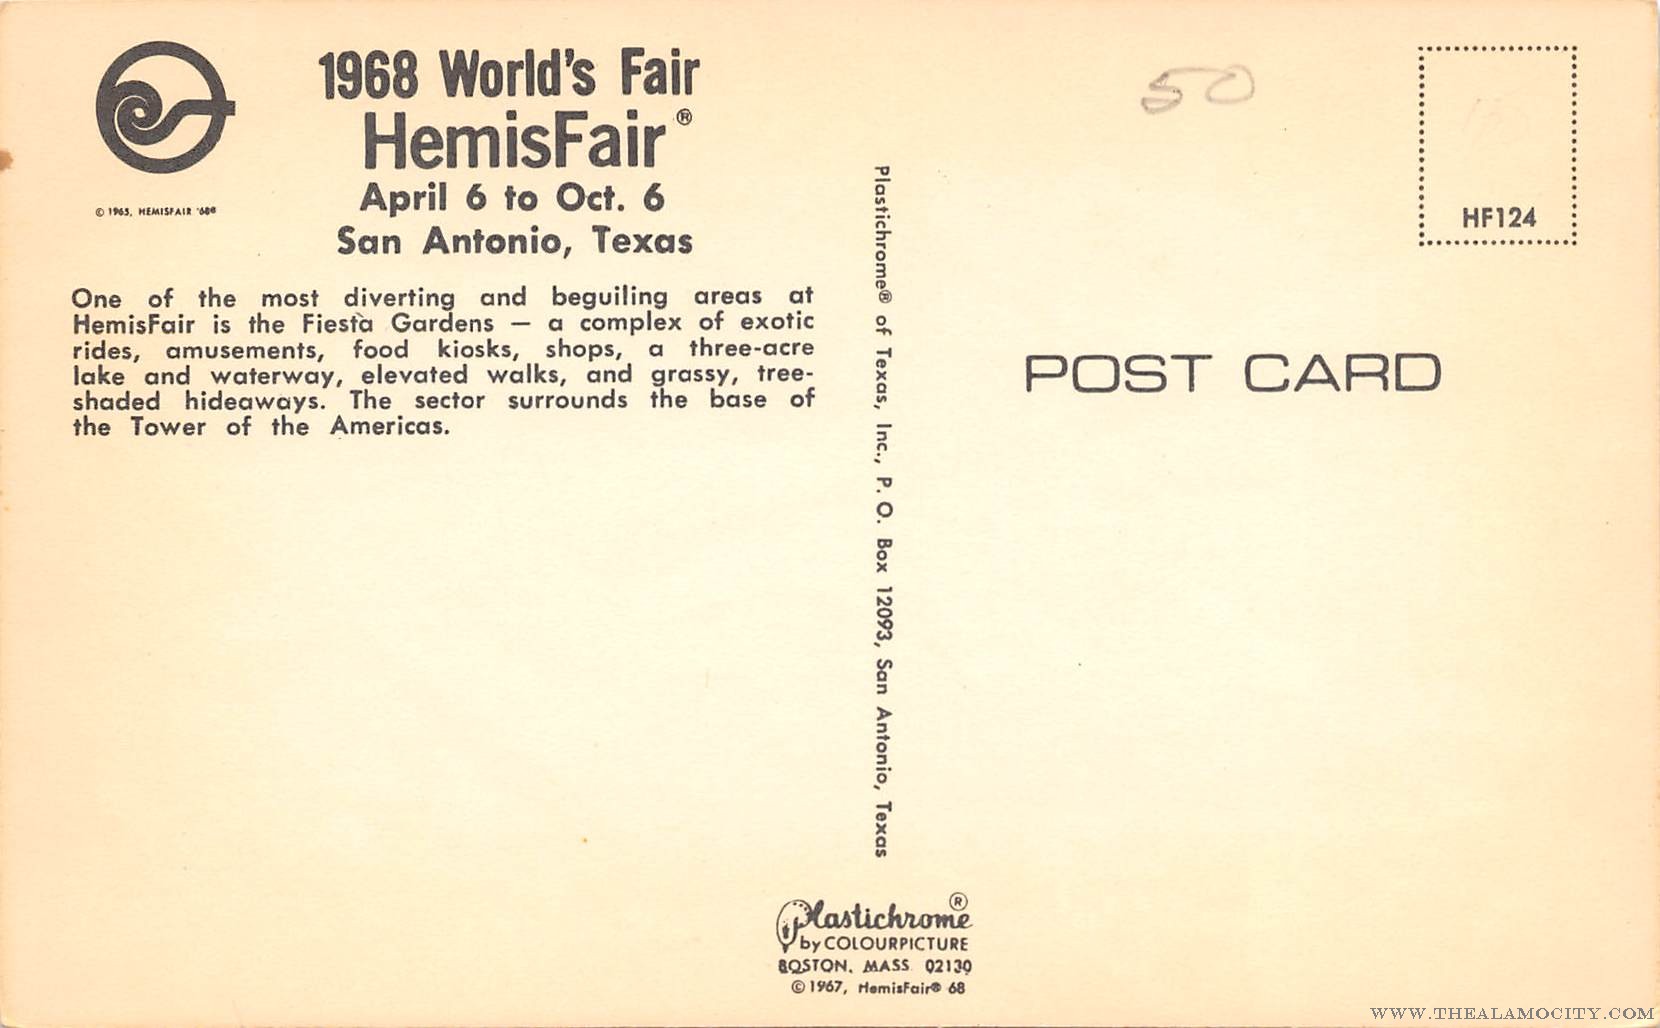 1968 World's Fair
HemisFair®
April 6 to Oct. 6
San Antonio, Texas
© 1965, HEMISFAIR '68®
One of the most diverting and beguiling areas at
HemisFair is the Fiesta Gardens — a complex of exotic
rides, amusements, food kiosks, shops, a three-acre
lake and waterway, elevated walks, and grassy, tree-
shaded hideaways. The sector surrounds the base of
the Tower of the Americas.
Plastichrome® of Texas, Inc., P. O. Box 12093, San Antonio, Texas
50
HF124
POST CARD
Plastichrome®
by COLOURPICTURE
BOSTON, MASS. 02130
© 1967, HemisFair® 68
WWW.THEALAMOCITY.COM